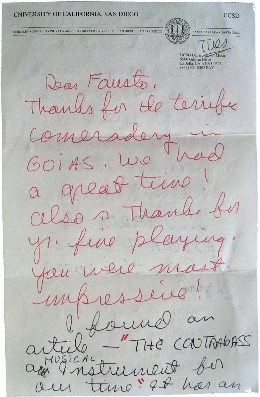 UNIVERSITY OF CALIFORNIA, SAN DIEGO
UCSD
Dear Fausto,
Thanks for the terrific
comeradery in
GOIAS. We had
a great time!
also a thanks for
yr. fine playing.
you were most
impressive!
I found an
article – "THE CONTRABASS
MUSICAL
as instrument for
our time" It has an